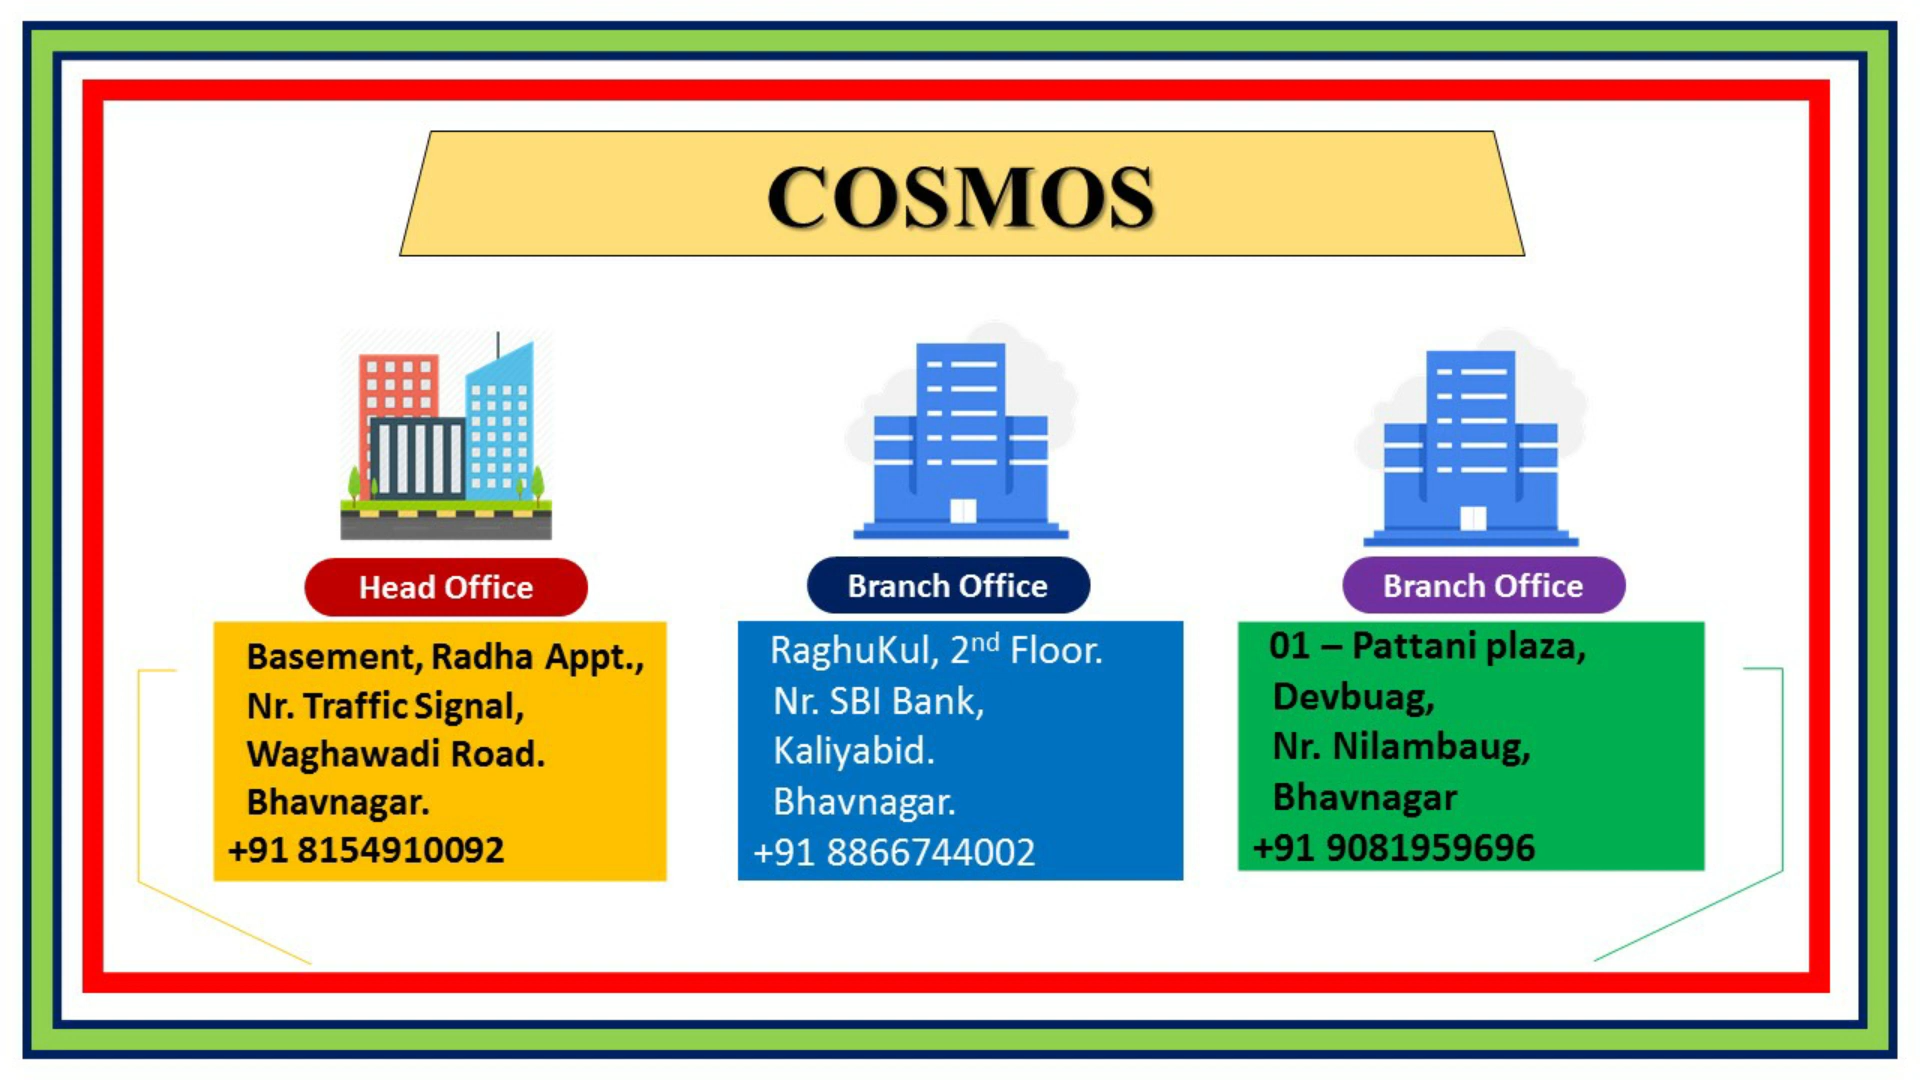 COSMOS
Head Office
Basement, Radha Appt.,
Nr. Traffic Signal,
Waghawadi Road.
Bhavnagar.
+91 8154910092
Branch Office
RaghuKul, 2nd Floor.
Nr. SBI Bank,
Kaliyabid.
Bhavnagar.
+91 8866744002
Branch Office
01 – Pattani plaza,
Devbuag,
Nr. Nilambaug,
Bhavnagar
+91 9081959696